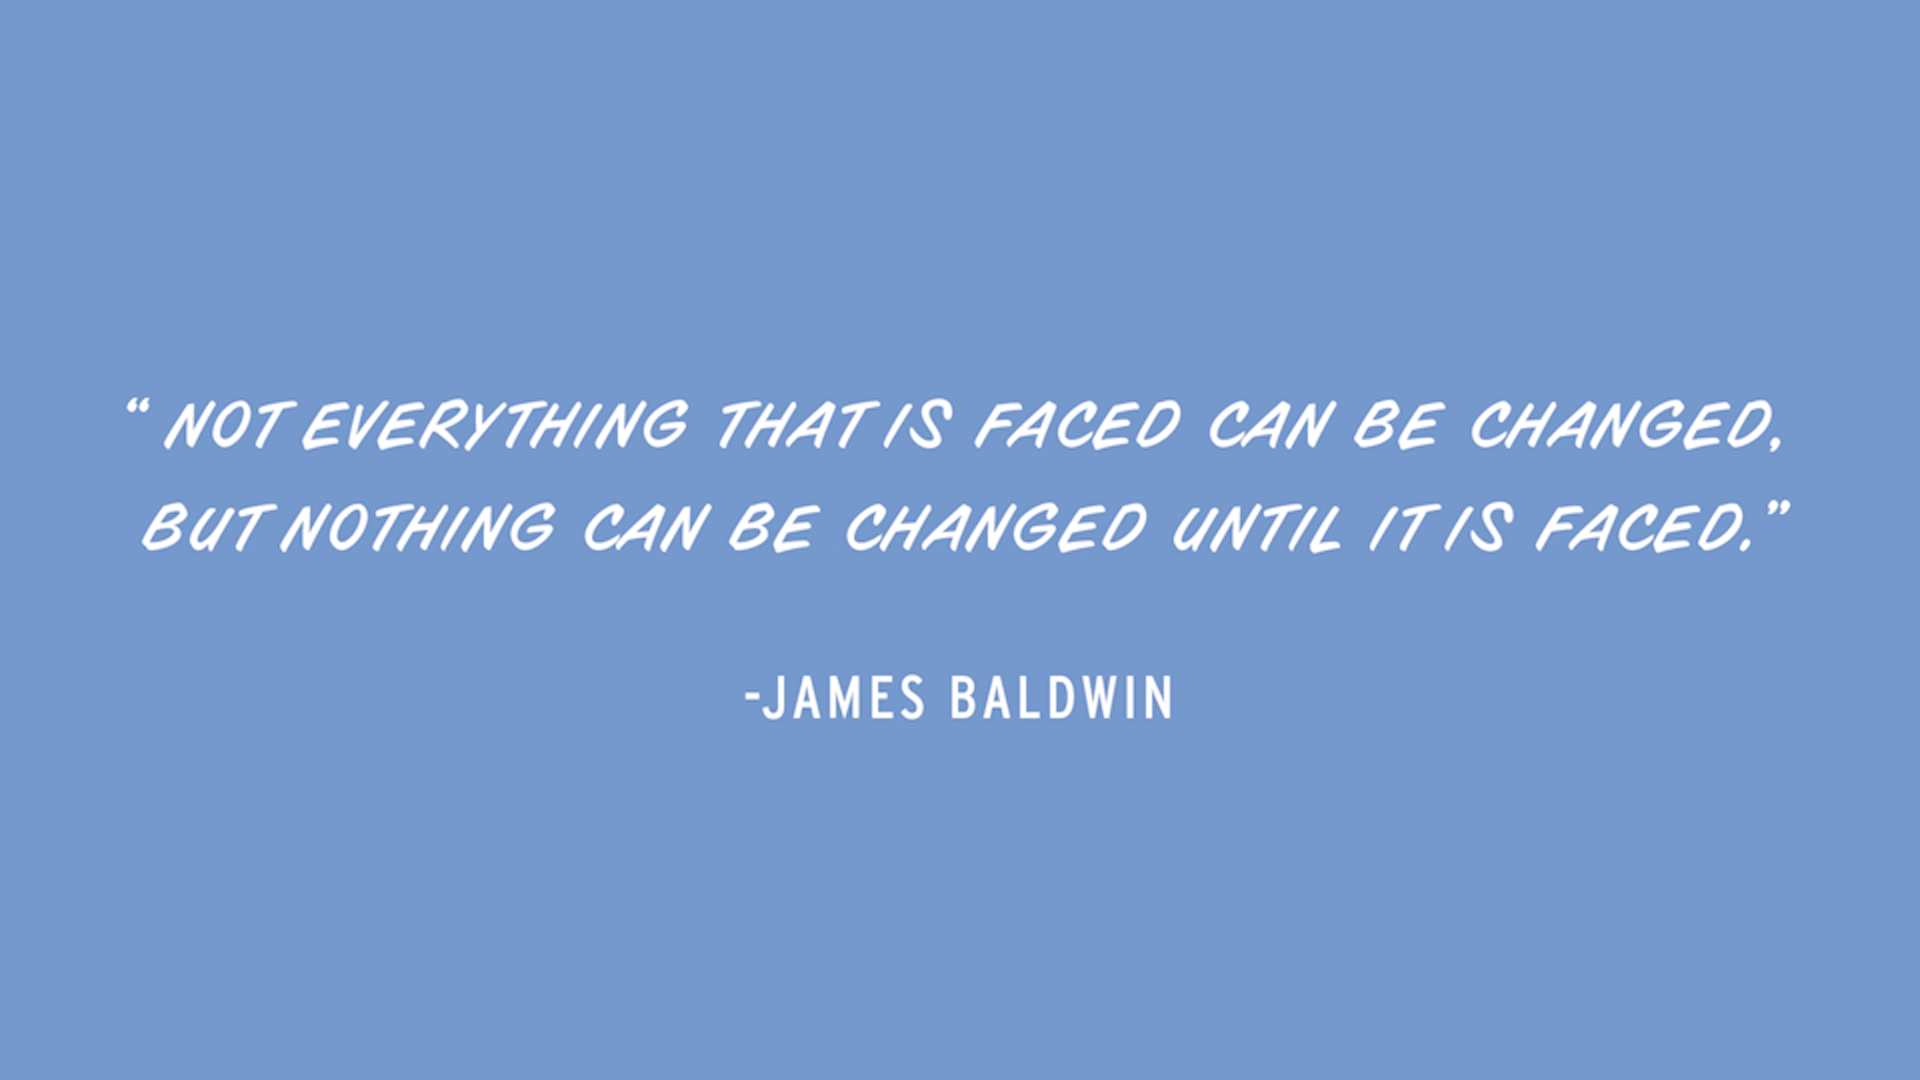 “ NOT EVERYTHING THAT IS FACED CAN BE CHANGED,
BUT NOTHING CAN BE CHANGED UNTIL IT IS FACED.”
-JAMES BALDWIN